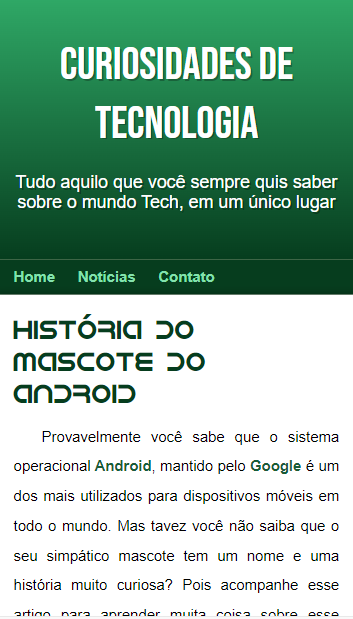 CURIOSIDADES DE
TECNOLOGIA
Tudo aquilo que você sempre quis saber
sobre o mundo Tech, em um único lugar
Home Notícias Contato
HISTÓRIA DO
MASCOTE DO
ANDROID
Provavelmente você sabe que o sistema
operacional Android, mantido pelo Google é um
dos mais utilizados para dispositivos móveis em
todo o mundo. Mas tavez você não saiba que o
seu simpático mascote tem um nome e uma
história muito curiosa? Pois acompanhe esse
artigo para aprender muita coisa sobre esse